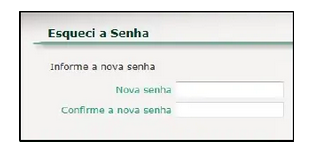 Esqueci a Senha
Informe a nova senha
Nova senha
Confirme a nova senha